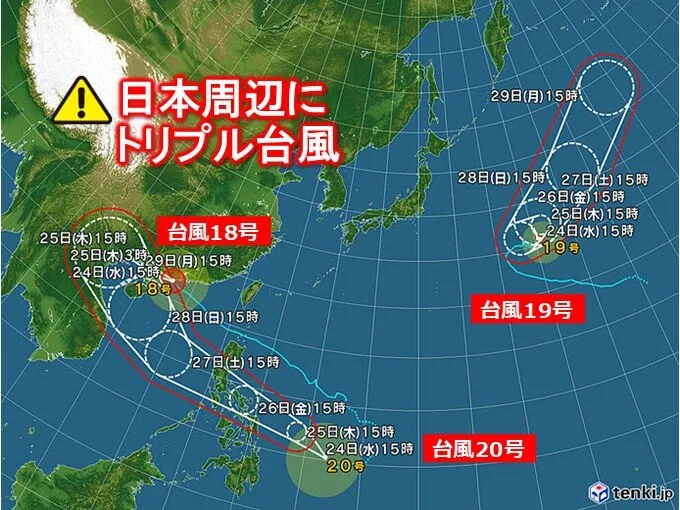 日本周辺に
トリプル台風
29日(月)15時
28日(日)15時
27日(土)15時
26日(金)15時
25日(木)15時
24日(水)15時
19号
台風19号
台風18号
25日(木)15時
25日(木)3時
24日(水)15時
18号
29日(月)15時
28日(日)15時
27日(土)15時
26日(金)15時
25日(木)15時
24日(水)15時
20号
台風20号
tenki.jp